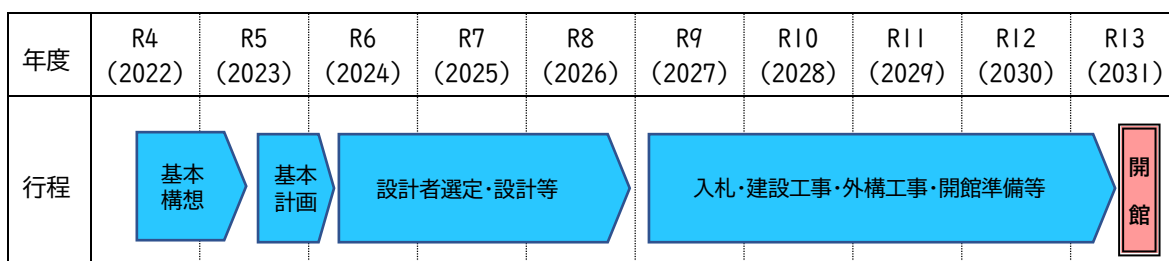 年度
R4
(2022)
R5
(2023)
R6
(2024)
R7
(2025)
R8
(2026)
R9
(2027)
R10
(2028)
R11
(2029)
R12
(2030)
R13
(2031)
行程
基本
構想
基本
計画
設計者選定・設計等
入札・建設工事・外構工事・開館準備等
開
館